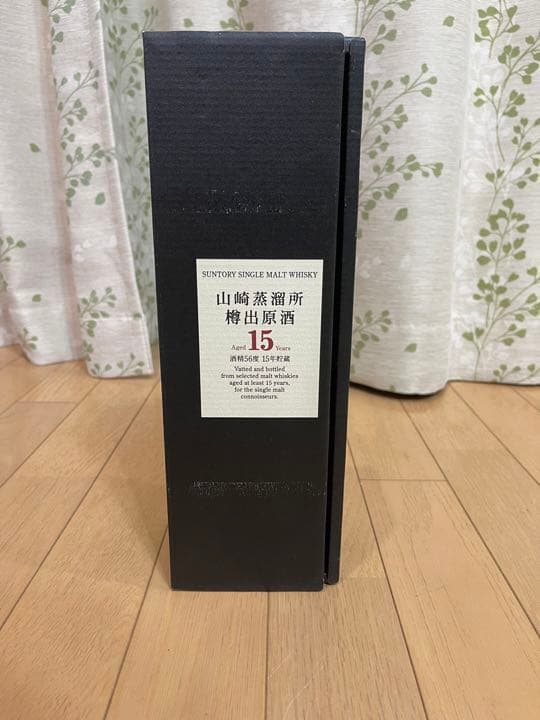 SUNTORY SINGLE MALT WHISKY
山崎蒸溜所
樽出原酒
Aged 15 Years
酒精56度 15年貯蔵
Vatted and bottled
from selected malt whiskies
aged at least 15 years,
for the single malt
connoisseurs.